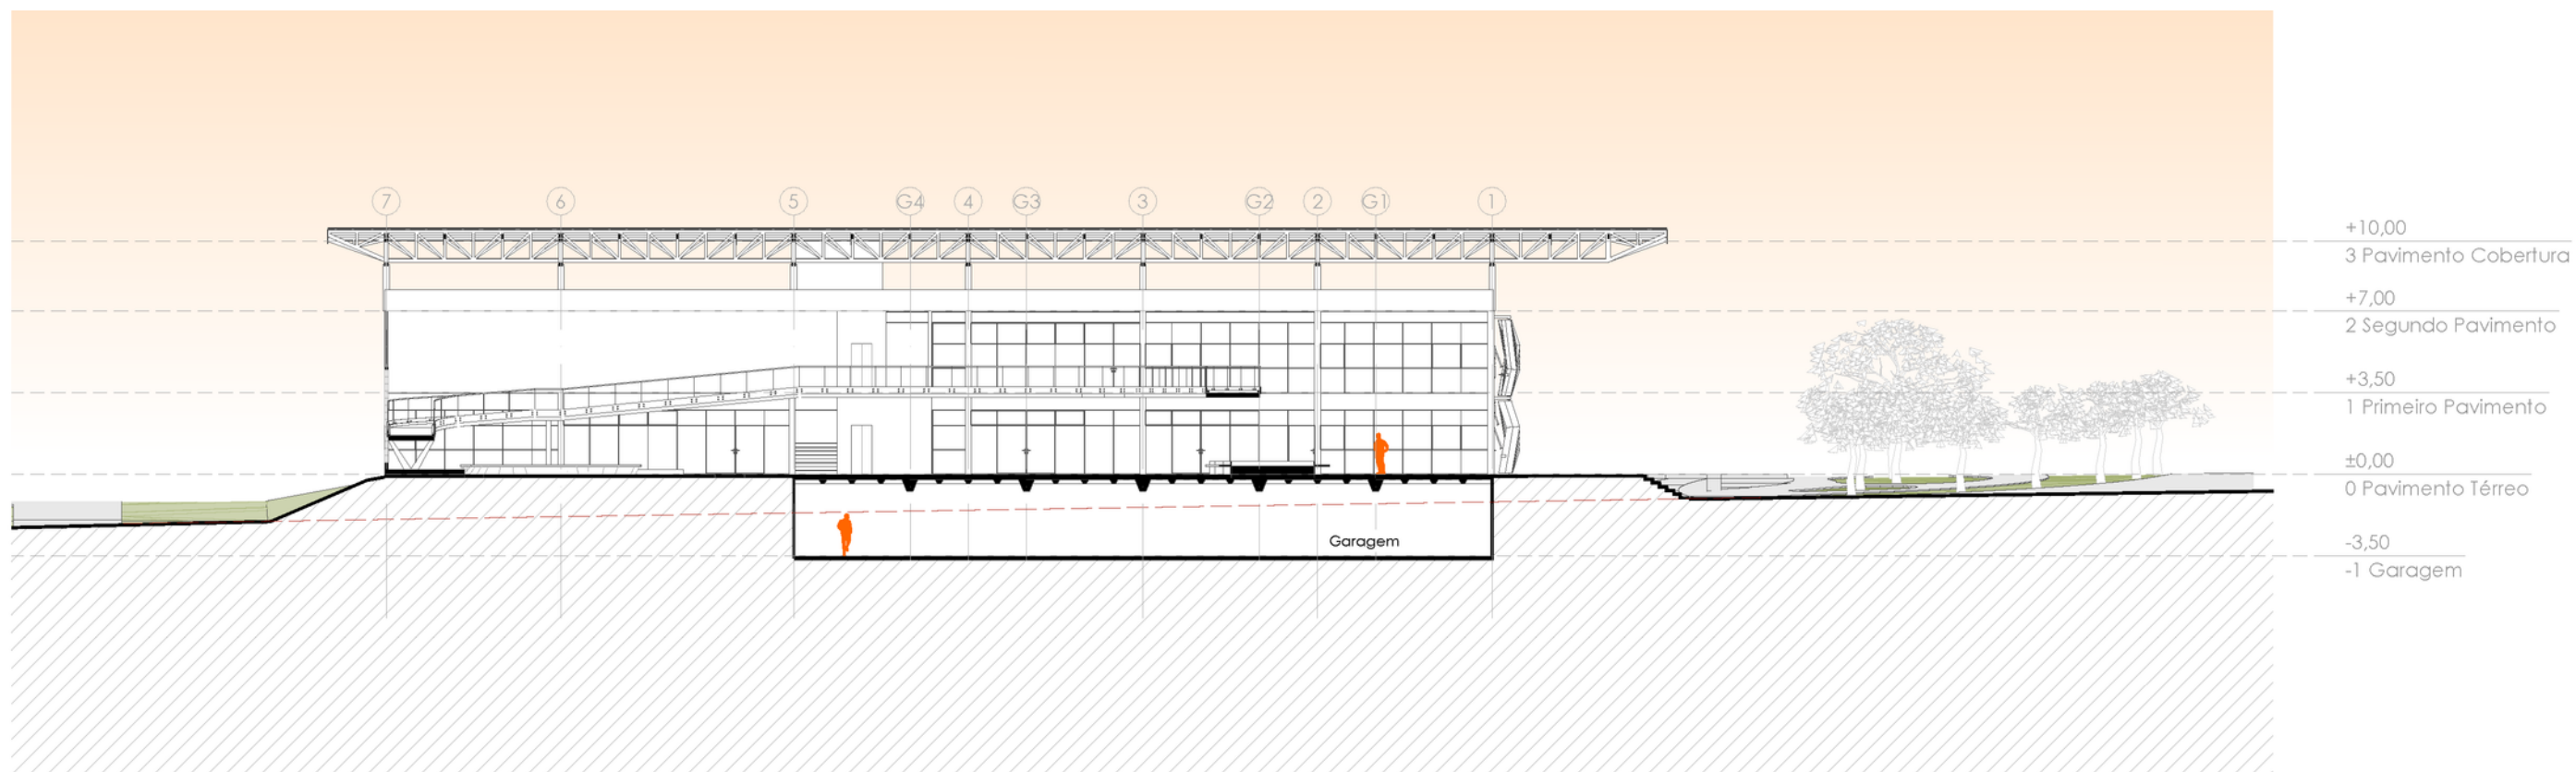 7
6
5
G4
4
G3
3
G2
2
G1
1
+10,00
3 Pavimento Cobertura
+7,00
2 Segundo Pavimento
+3,50
1 Primeiro Pavimento
±0,00
0 Pavimento Térreo
Garagem
-3,50
-1 Garagem